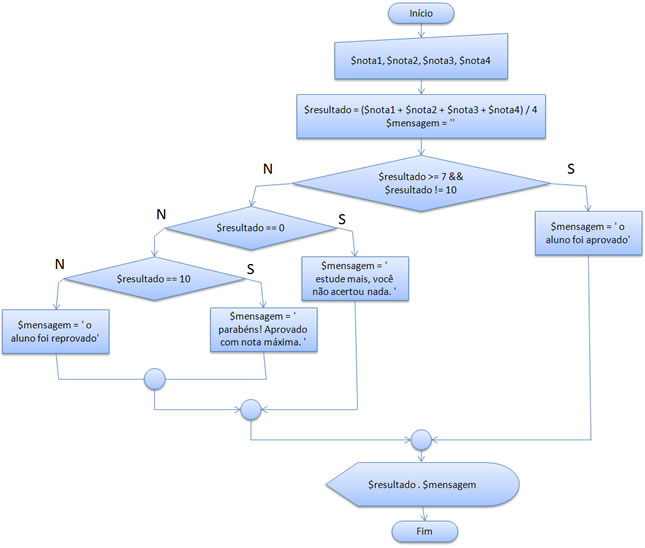 Início
$nota1, $nota2, $nota3, $nota4
$resultado = ($nota1 + $nota2 + $nota3 + $nota4) / 4
$mensagem = ''
N
S
$resultado >= 7 &&
$resultado != 10
N
S
$resultado == 0
$mensagem = ' o
aluno foi aprovado'
N
S
$resultado == 10
$mensagem = '
estude mais, você
não acertou nada. '
$mensagem = ' o
aluno foi reprovado'
$mensagem = '
parabéns! Aprovado
com nota máxima. '
$resultado . $mensagem
Fim